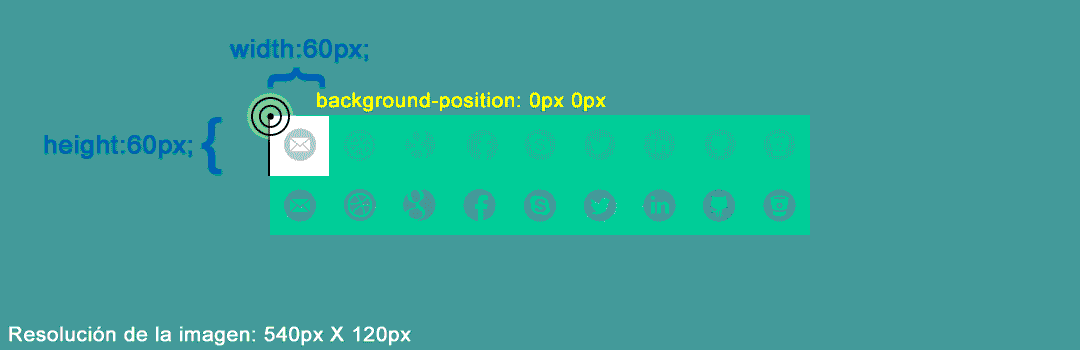 width:60px;
background-position: 0px 0px
height:60px;
Resolución de la imagen: 540px X 120px